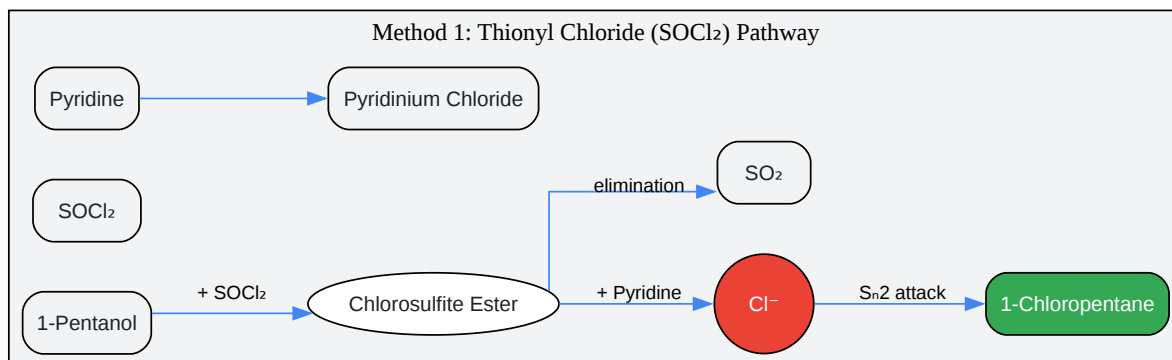 Method 1: Thionyl Chloride (SOCl₂) Pathway
Pyridine
Pyridinium Chloride
SOCl₂
elimination
SO₂
1-Pentanol
+ SOCl₂
Chlorosulfite Ester
+ Pyridine
Cl⁻
Sₙ2 attack
1-Chloropentane